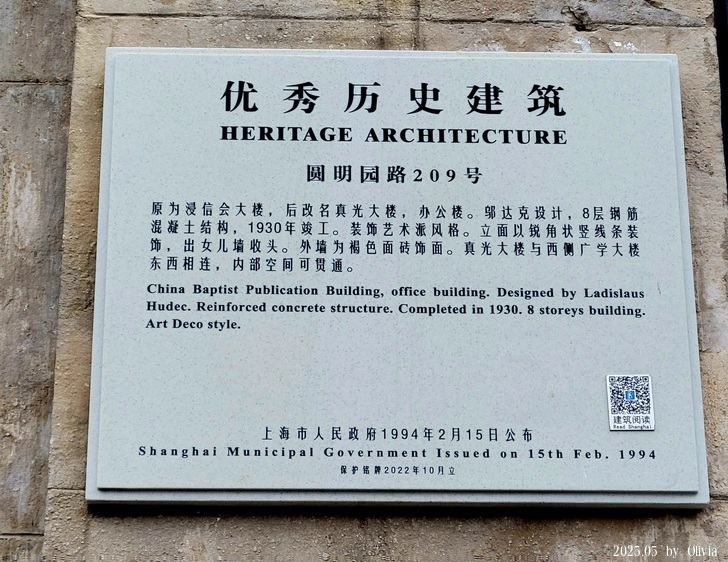 优秀历史建筑
HERITAGE ARCHITECTURE
圆明园路209号
原为浸信会大楼，后改名真光大楼，办公楼。邬达克设计，8层钢筋
混凝土结构，1930年竣工。装饰艺术派风格。立面以锐角状竖线条装
饰，出女儿墙收头。外墙为褐色面砖饰面。真光大楼与西侧广学大楼
东西相连，内部空间可贯通。
China Baptist Publication Building, office building. Designed by Ladislaus
Hudec. Reinforced concrete structure. Completed in 1930. 8 storeys building.
Art Deco style.
建筑阅读
Read Shanghai
上海市人民政府1994年2月15日公布
Shanghai Municipal Government Issued on 15th Feb. 1994
保护铭牌2022年10月立
2025.05 by Olivia